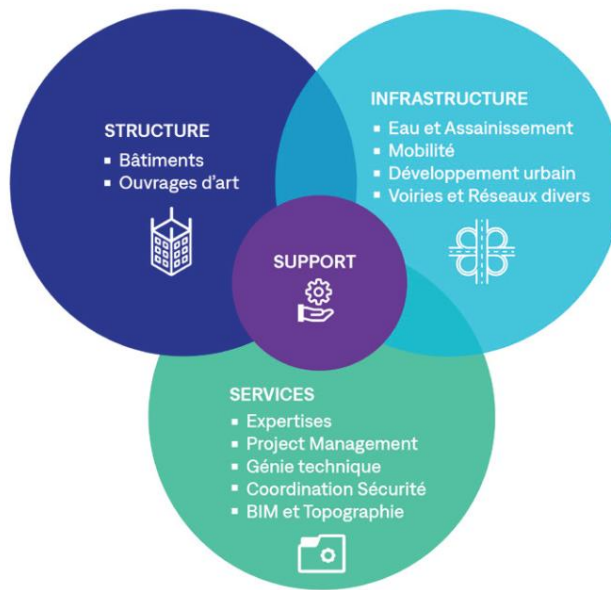 STRUCTURE
▪ Bâtiments
▪ Ouvrages d'art
INFRASTRUCTURE
▪ Eau et Assainissement
▪ Mobilité
▪ Développement urbain
▪ Voiries et Réseaux divers
SUPPORT
SERVICES
▪ Expertises
▪ Project Management
▪ Génie technique
▪ Coordination Sécurité
▪ BIM et Topographie